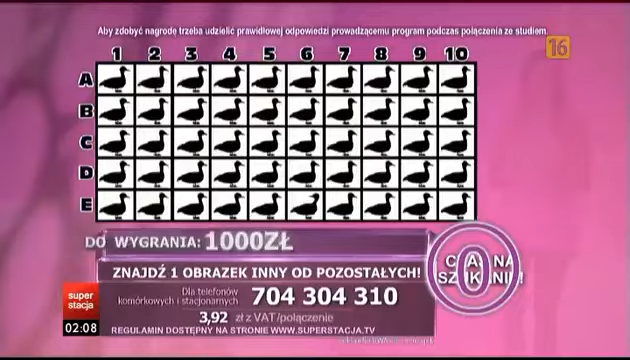 Aby zdobyć nagrodę trzeba udzielić prawidłowej odpowiedzi prowadzącemu program podczas połączenia ze studiem.
16
1 2 3 4 5 6 7 8 9 10
A
B
C
D
E
DO WYGRANIA: 1000ZŁ
ZNAJDŹ 1 OBRAZEK INNY OD POZOSTAŁYCH!
Dla telefonów
komórkowych i stacjonarnych
704 304 310
3,92 zł z VAT/połączenie
REGULAMIN DOSTĘPNY NA STRONIE WWW.SUPERSTACJA.TV
0
super
stacja
02:08